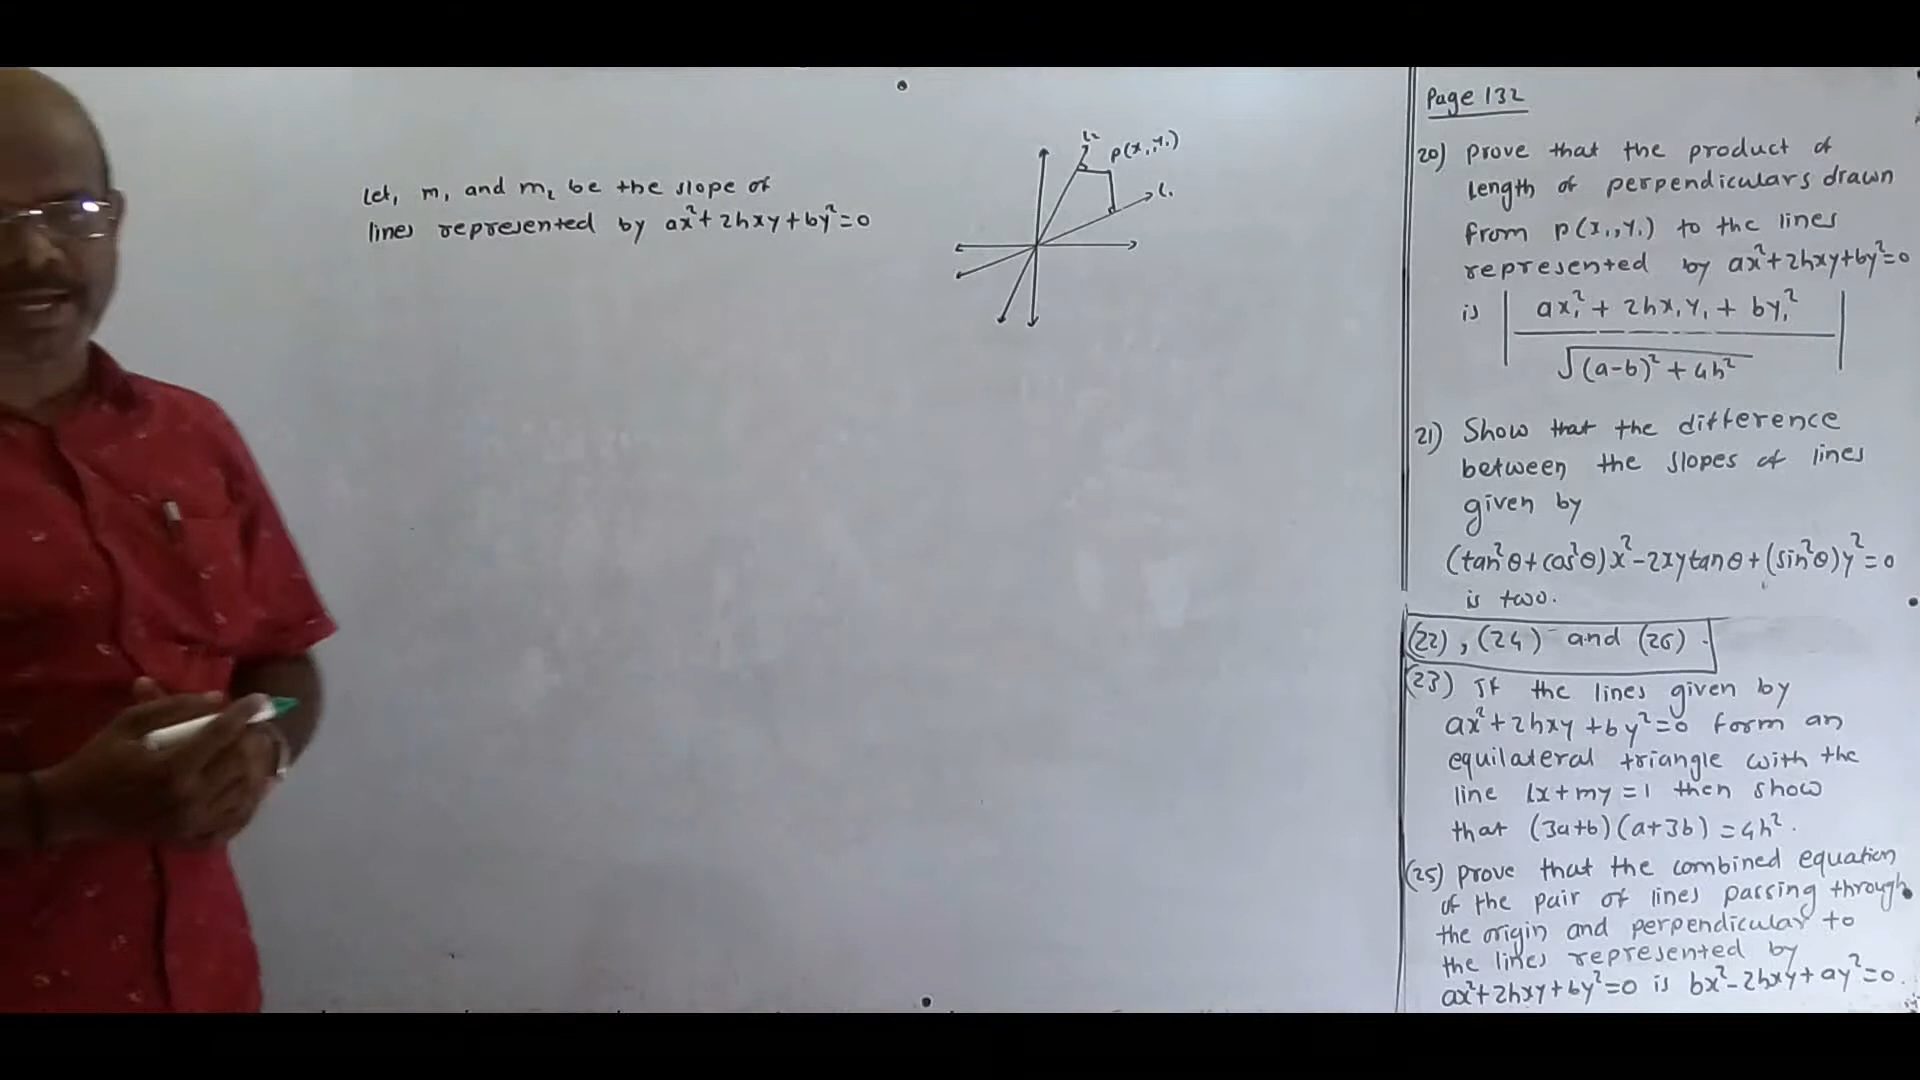 Let, m₁ and m₂ be the slope of
lines represented by ax²+2hxy+by²=0
L₂
P(x₁,y₁)
L₁
Page 132
20) Prove that the product of
length of perpendiculars drawn
from P(x₁,y₁) to the lines
represented by ax²+2hxy+by²=0
is | ax₁²+2hx₁y₁+by₁² |
√(a-b)²+4h²
21) Show that the difference
between the slopes of lines
given by
(tan²θ+cos²θ)x²-2xytanθ+(sin²θ)y²=0
is two.
(22), (24) and (26).
(23) If the lines given by
ax²+2hxy+by²=0 form an
equilateral triangle with the
line lx+my=1 then show
that (3a+b)(a+3b)=4h².
(25) Prove that the combined equation
of the pair of lines passing through
the origin and perpendicular to
the lines represented by
ax²+2hxy+by²=0 is bx²-2hxy+ay²=0.